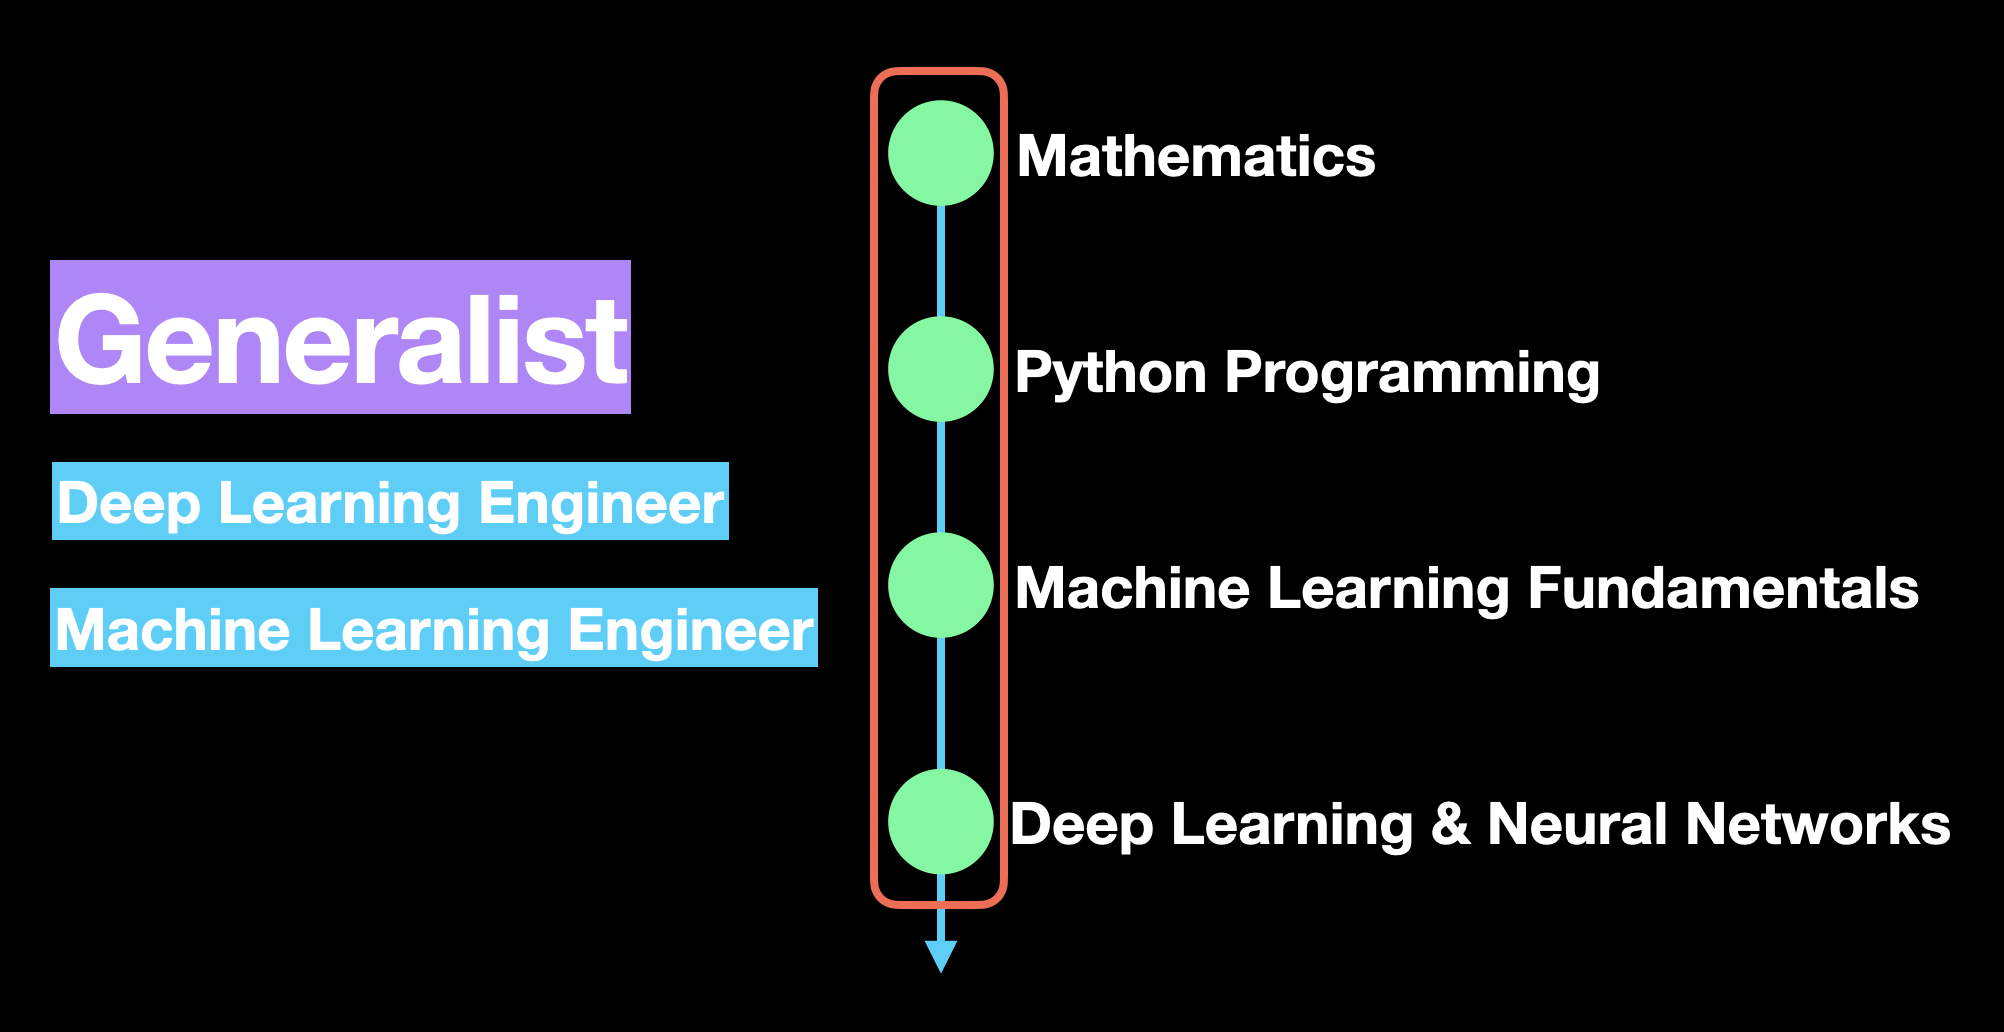 Generalist
Deep Learning Engineer
Machine Learning Engineer
Mathematics
Python Programming
Machine Learning Fundamentals
Deep Learning & Neural Networks